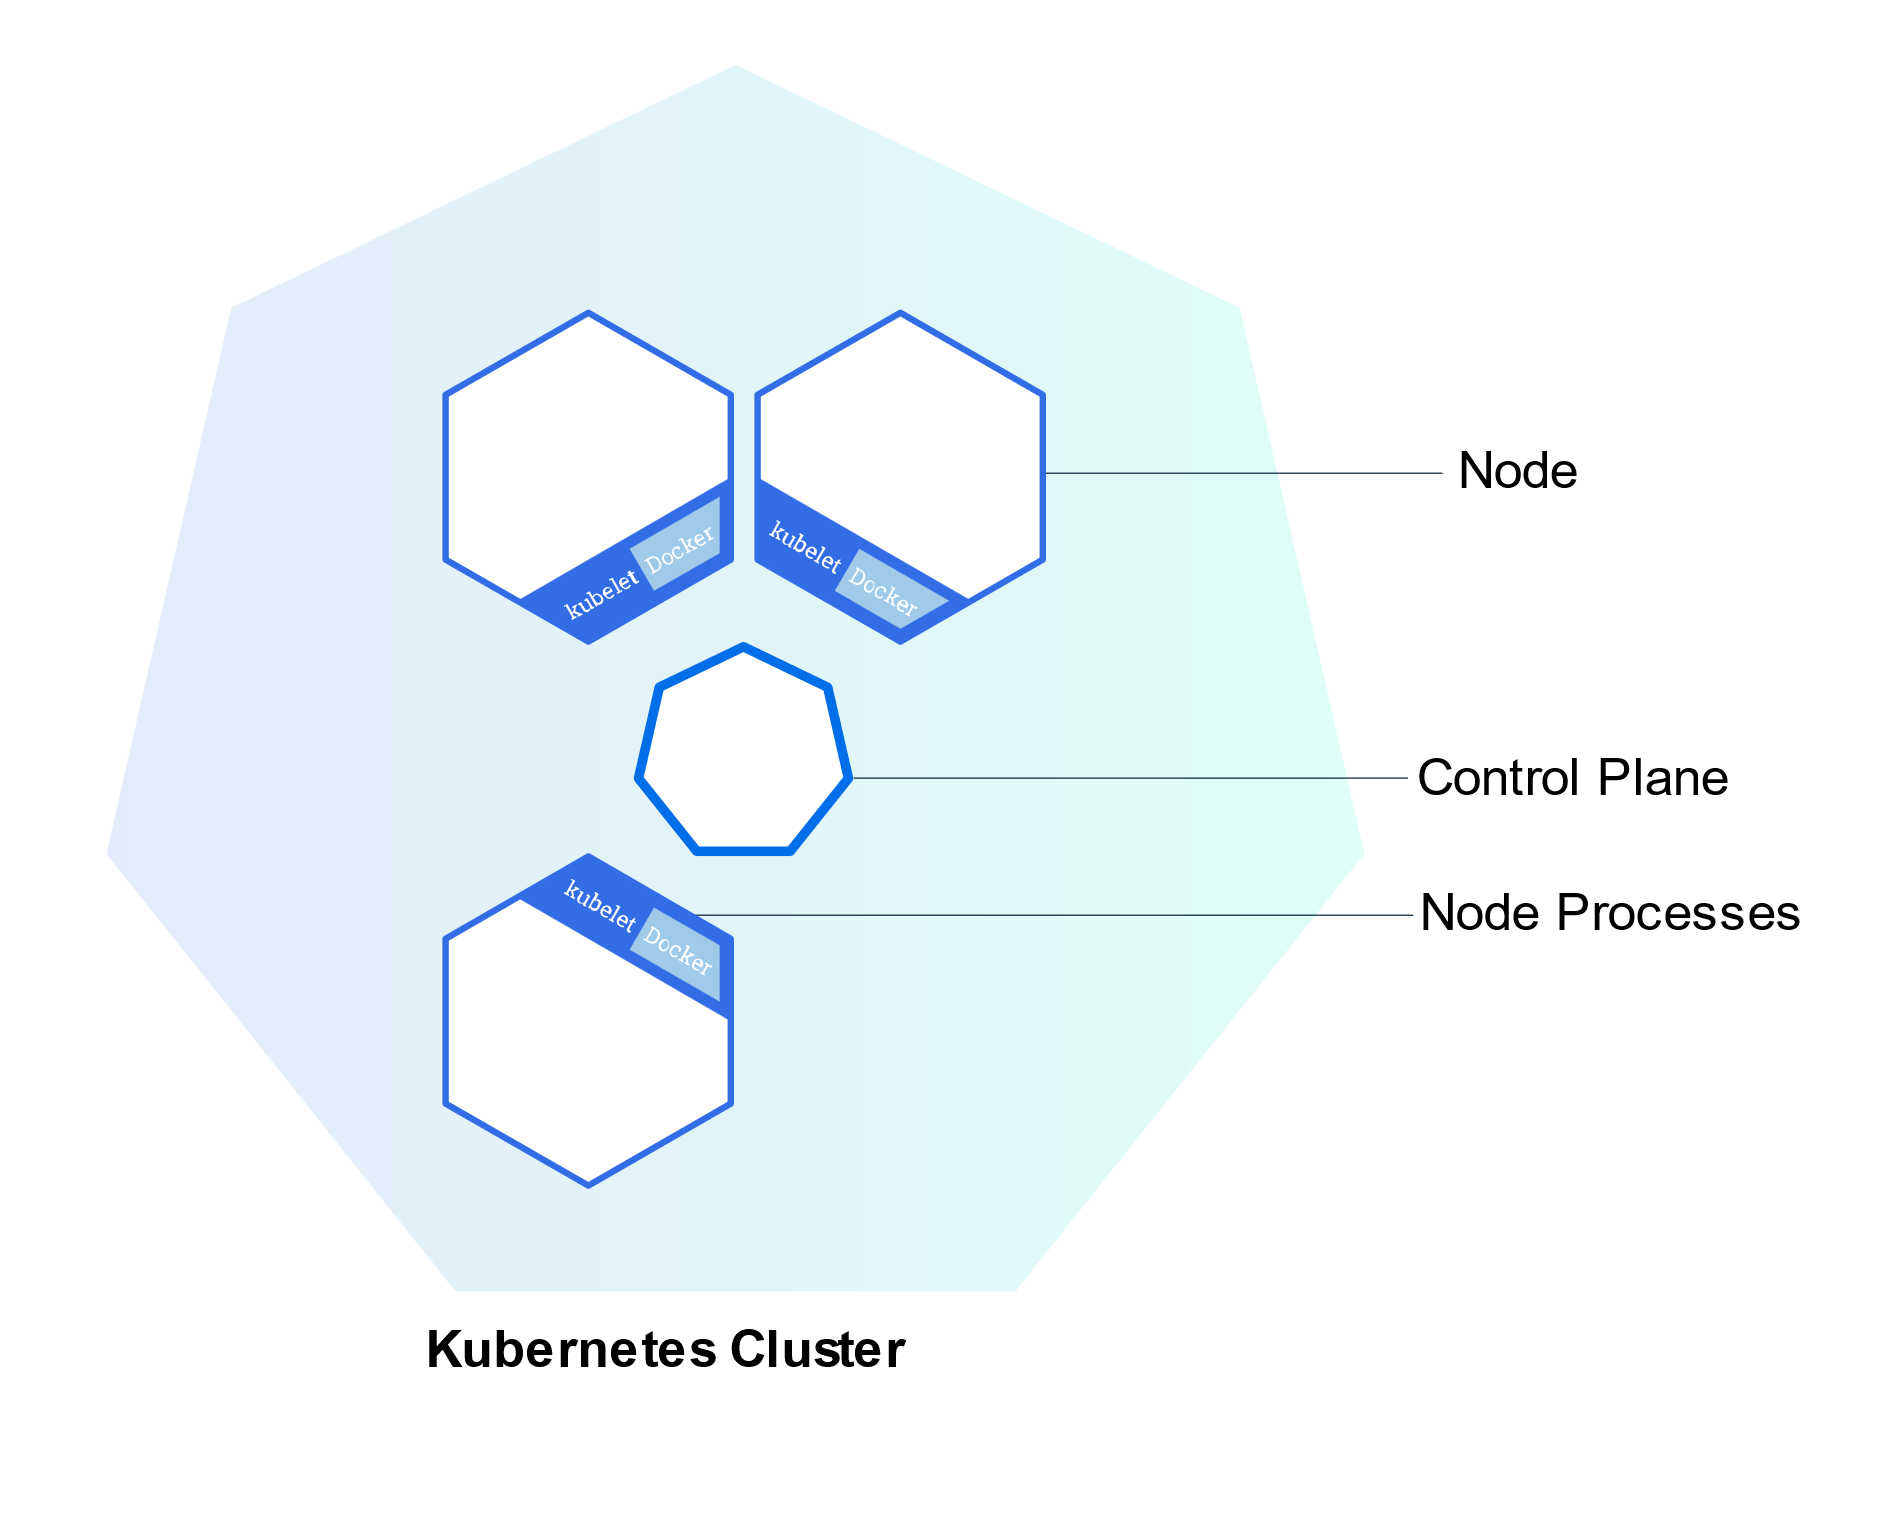 kubelet Docker
kubelet Docker
Node
Control Plane
kubelet Docker
Node Processes
Kubernetes Cluster